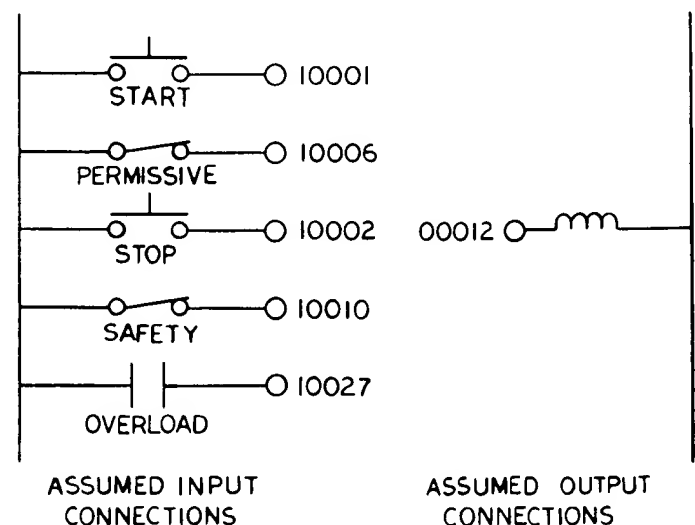 10001
START
10006
PERMISSIVE
10002
STOP
00012
10010
SAFETY
10027
OVERLOAD
ASSUMED INPUT
CONNECTIONS
ASSUMED OUTPUT
CONNECTIONS